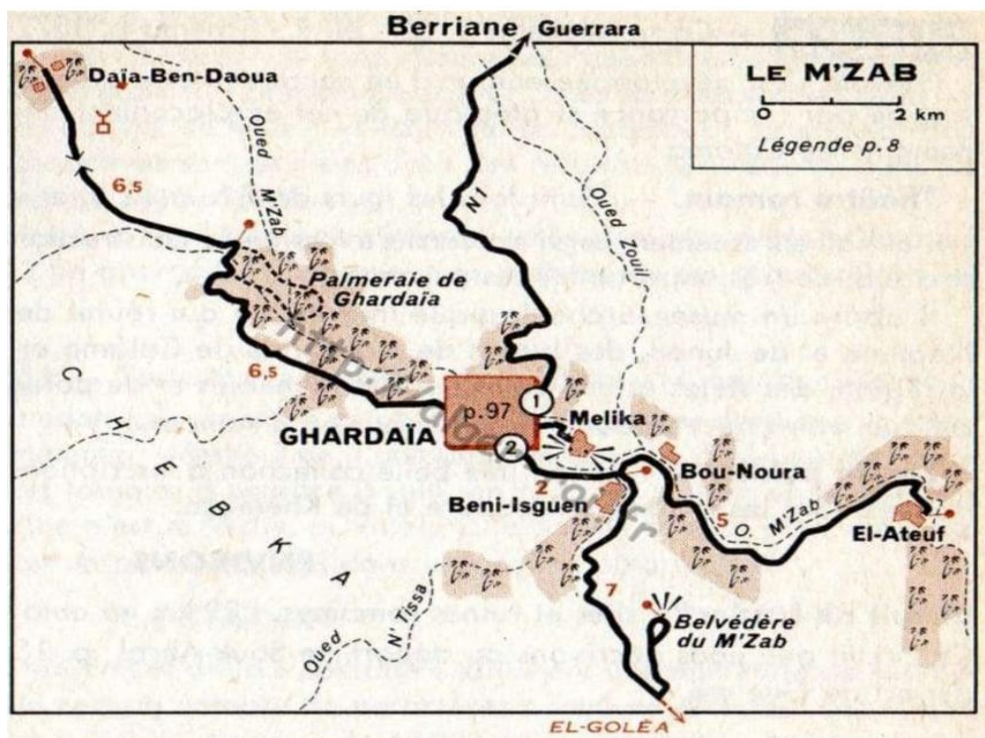 Berriane
Guerrara
LE M'ZAB
0 2 km
Légende p.8
Daïa-Ben-Daoua
Oued
M'Zab
6,5
N 1
Oued
Touil
Palmeraie de
Ghardaïa
6,5
CHEBKA
p.97
1
GHARDAÏA
2
Melika
2
Bou-Noura
Beni-Isguen
5
O. M'Zab
El-Ateuf
Oued
N'Tissa
7
Belvédère
du M'Zab
EL-GOLÉA